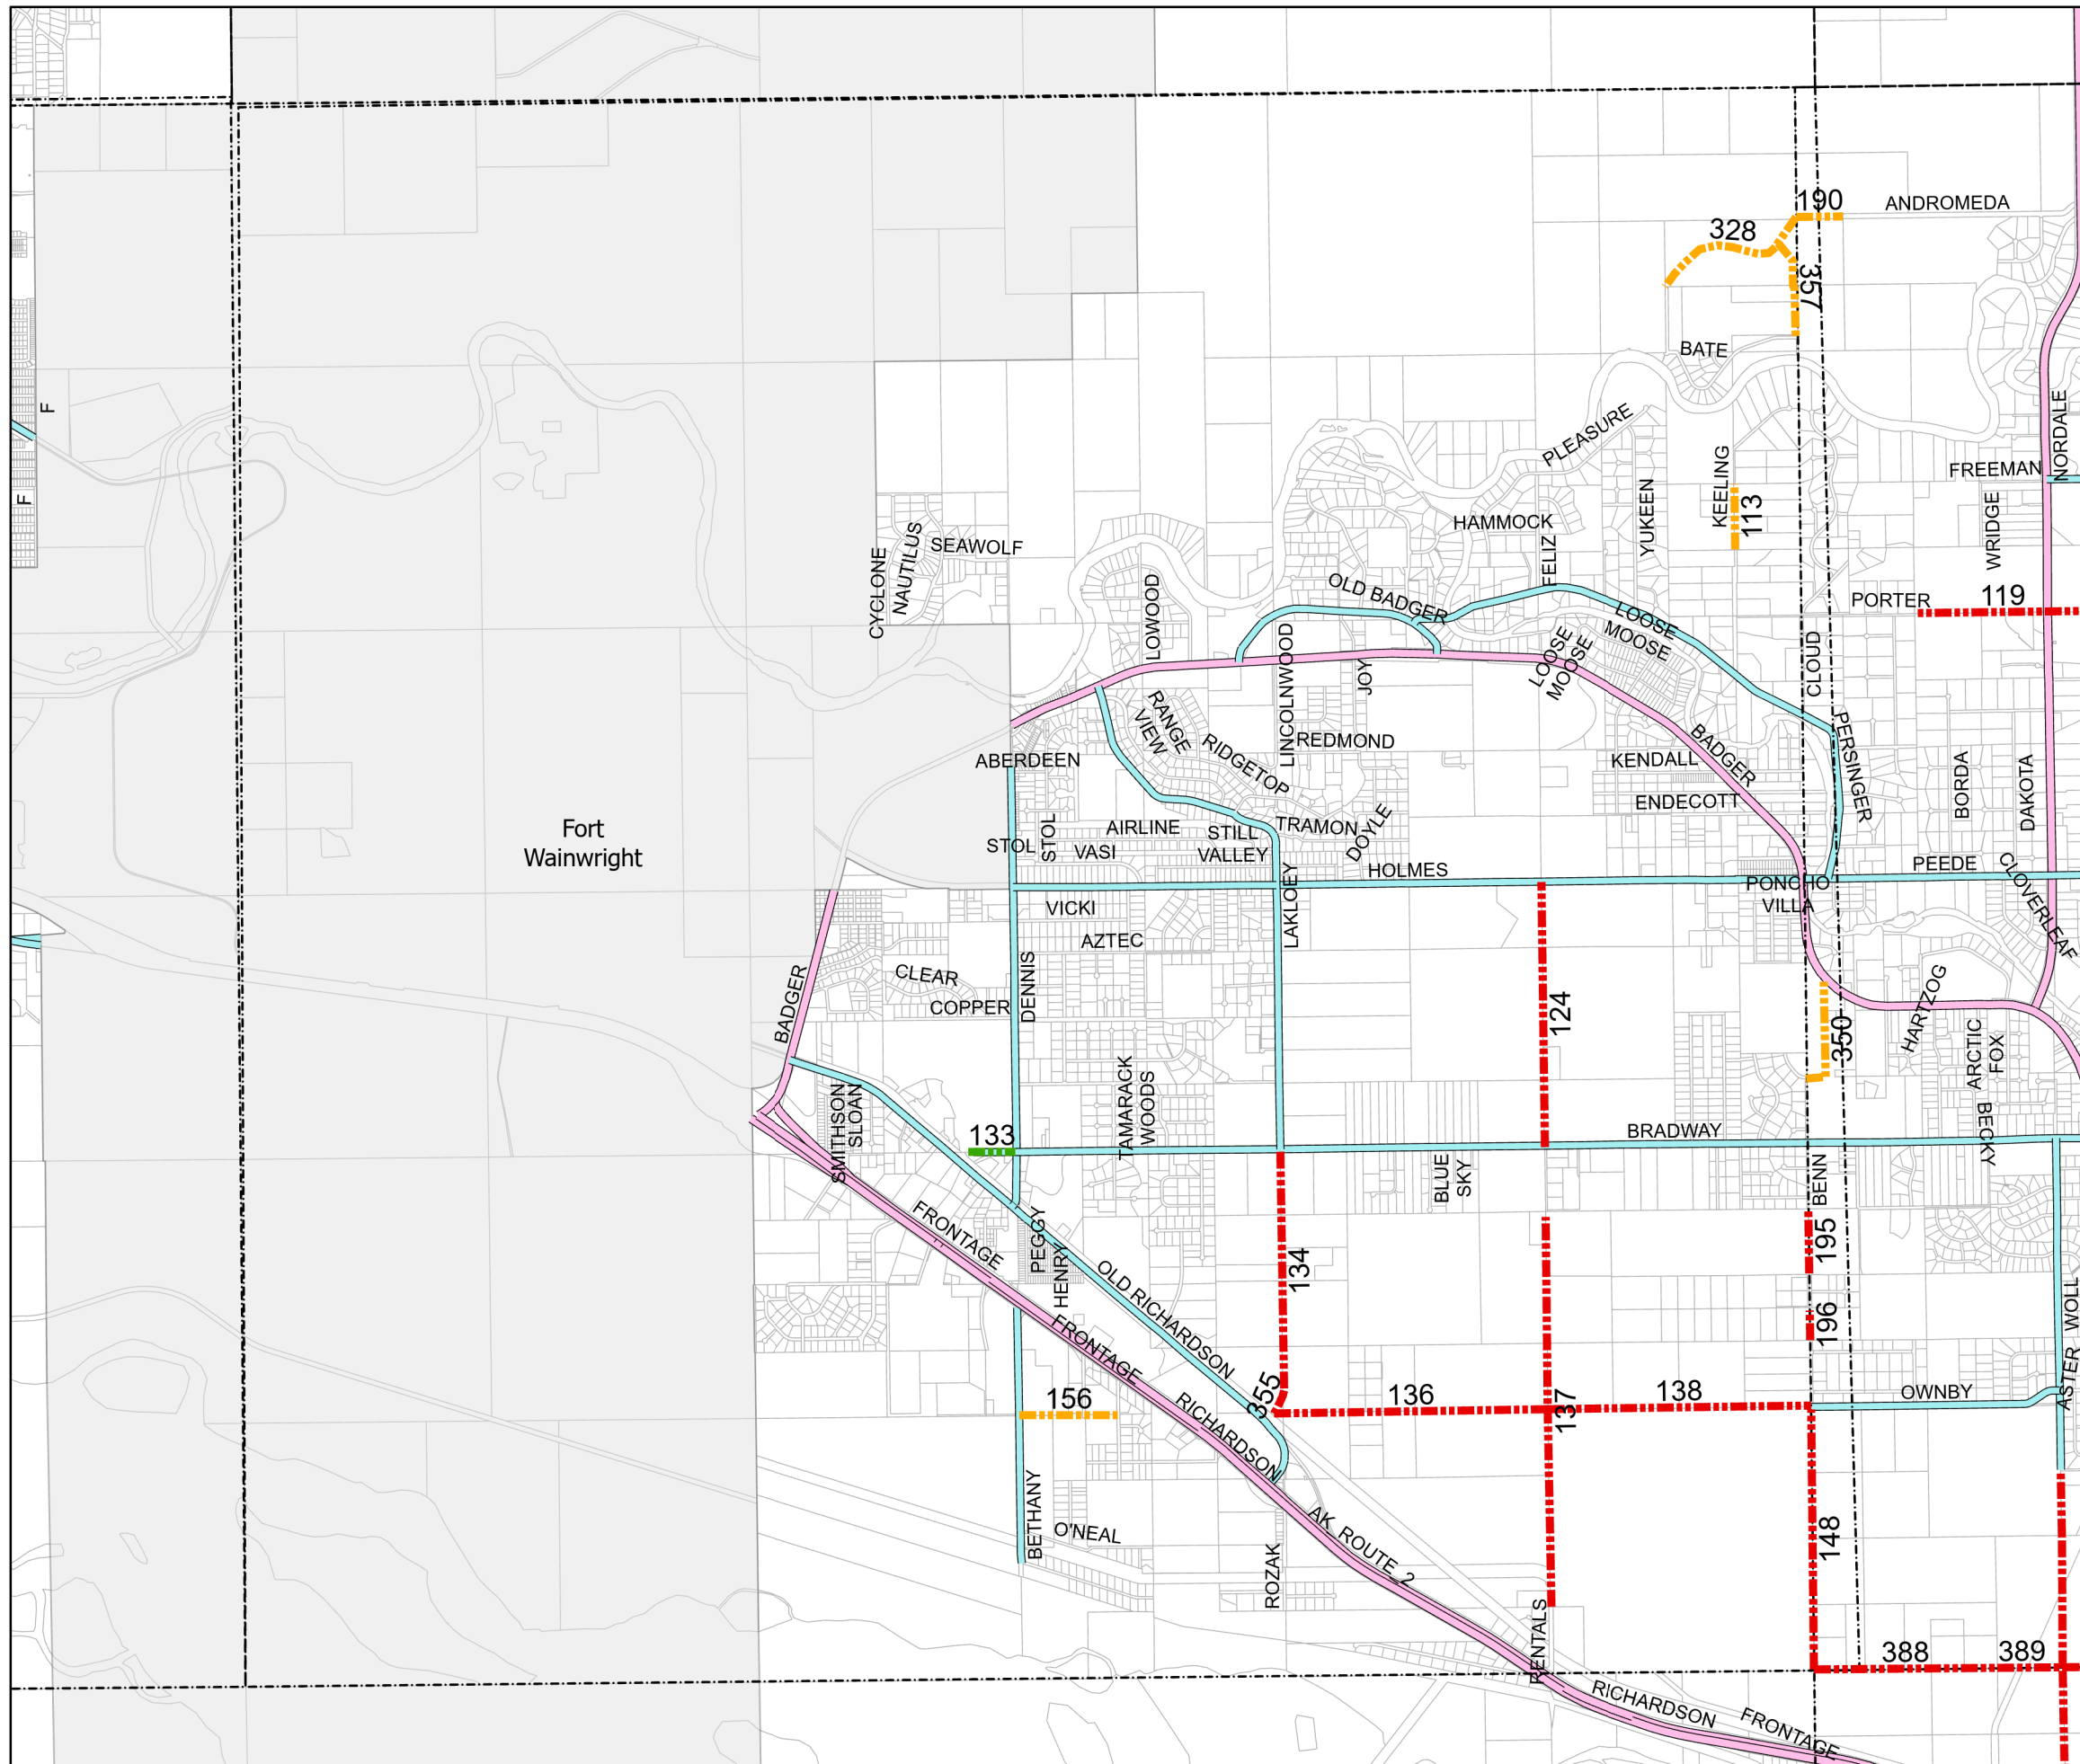 190
ANDROMEDA
328
357
BATE
F
NORDALE
PLEASURE
FREEMAN
KEELING
F
YUKEEN
113
WRIDGE
HAMMOCK
SEAWOLF
NAUTILUS
CYCLONE
FELIZ
LOWOOD
OLD BADGER
PORTER
119
LOOSE
MOOSE
LOOSE
MOOSE
CLOUD
LINCOLNWOOD
JOY
RANGE
VIEW
RIDGETOP
REDMOND
BADGER
PERSINGER
ABERDEEN
KENDALL
ENDECOTT
BORDA
DAKOTA
Fort
Wainwright
STOL
STOL
AIRLINE
VASI
STILL
VALLEY
TRAMON
DOYLE
HOLMES
PEEDE
CLOVERLEAF
PONCHO
VILLA
VICKI
LAKLOEY
AZTEC
CLEAR
COPPER
DENNIS
BADGER
124
350
HARTZOG
ARCTIC
FOX
SMITHSON
SLOAN
TAMARACK
WOODS
133
BRADWAY
BECKY
BLUE
SKY
BENN
FRONTAGE
PEGGY
HENRY
OLD RICHARDSON
134
195
WOLL
196
FRONTAGE
355
156
RICHARDSON
136
137
138
OWNBY
ASTER
BETHANY
O'NEAL
AK_ROUTE_2
148
ROZAK
RENTALS
388
389
RICHARDSON
FRONTAGE